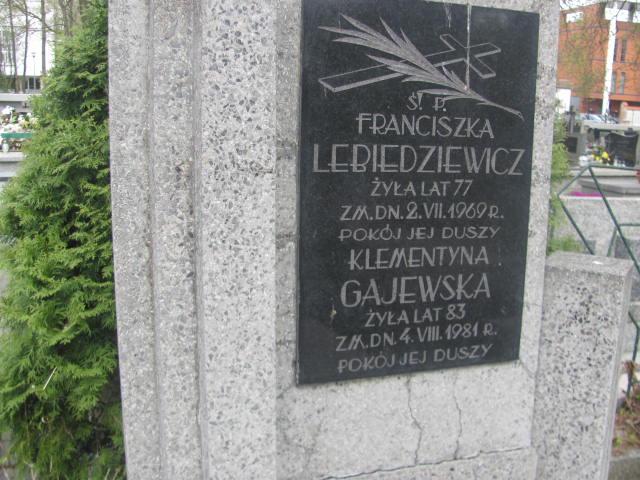 Ś. P.
FRANCISZKA
LEBIEDZIEWICZ
ŻYŁA LAT 77
ZM. DN. 2. VII. 1969 R.
POKÓJ JEJ DUSZY
KLEMENTYNA
GAJEWSKA
ŻYŁA LAT 83
ZM. DN. 4. VIII. 1981 R.
POKÓJ JEJ DUSZY